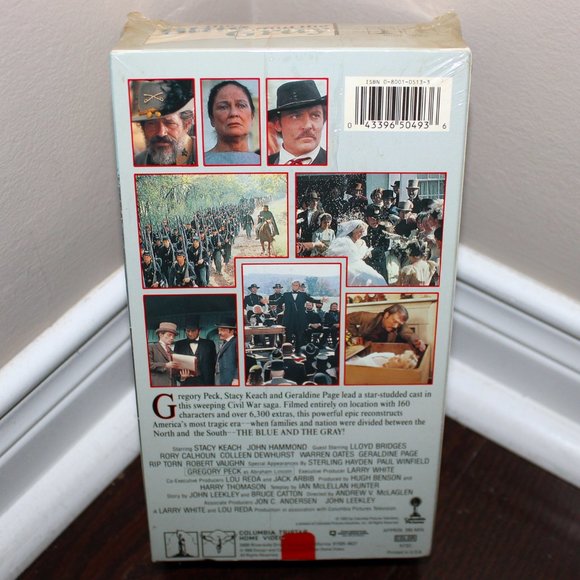 ISBN 0-8001-0513-3
0 43396 50493 6
Gregory Peck, Stacy Keach and Geraldine Page lead a star-studded cast in
this sweeping Civil War saga. Filmed entirely on location with 160
characters and over 6,300 extras, this powerful epic reconstructs
America's most tragic era—when families and nation were divided between the
North and the South—THE BLUE AND THE GRAY!
Starring STACY KEACH JOHN HAMMOND Guest Starring LLOYD BRIDGES
RORY CALHOUN COLLEEN DEWHURST WARREN OATES GERALDINE PAGE
RIP TORN ROBERT VAUGHN Special Appearances By STERLING HAYDEN PAUL WINFIELD
GREGORY PECK as Abraham Lincoln Executive Producer LARRY WHITE
Co-Executive Producers LOU REDA and JACK ARBIB Produced by HUGH BENSON and
HARRY THOMASON Teleplay by IAN McLELLAN HUNTER
Story by JOHN LEEKLEY and BRUCE CATTON Directed by ANDREW V. McLAGLEN
Associate Producers JON C. ANDERSEN JOHN LEEKLEY
A LARRY WHITE and LOU REDA Production in association with Columbia Pictures Television.
Columbia Pictures
COLUMBIA TRISTAR
HOME VIDEO
COLOR
Printed in U.S.A.